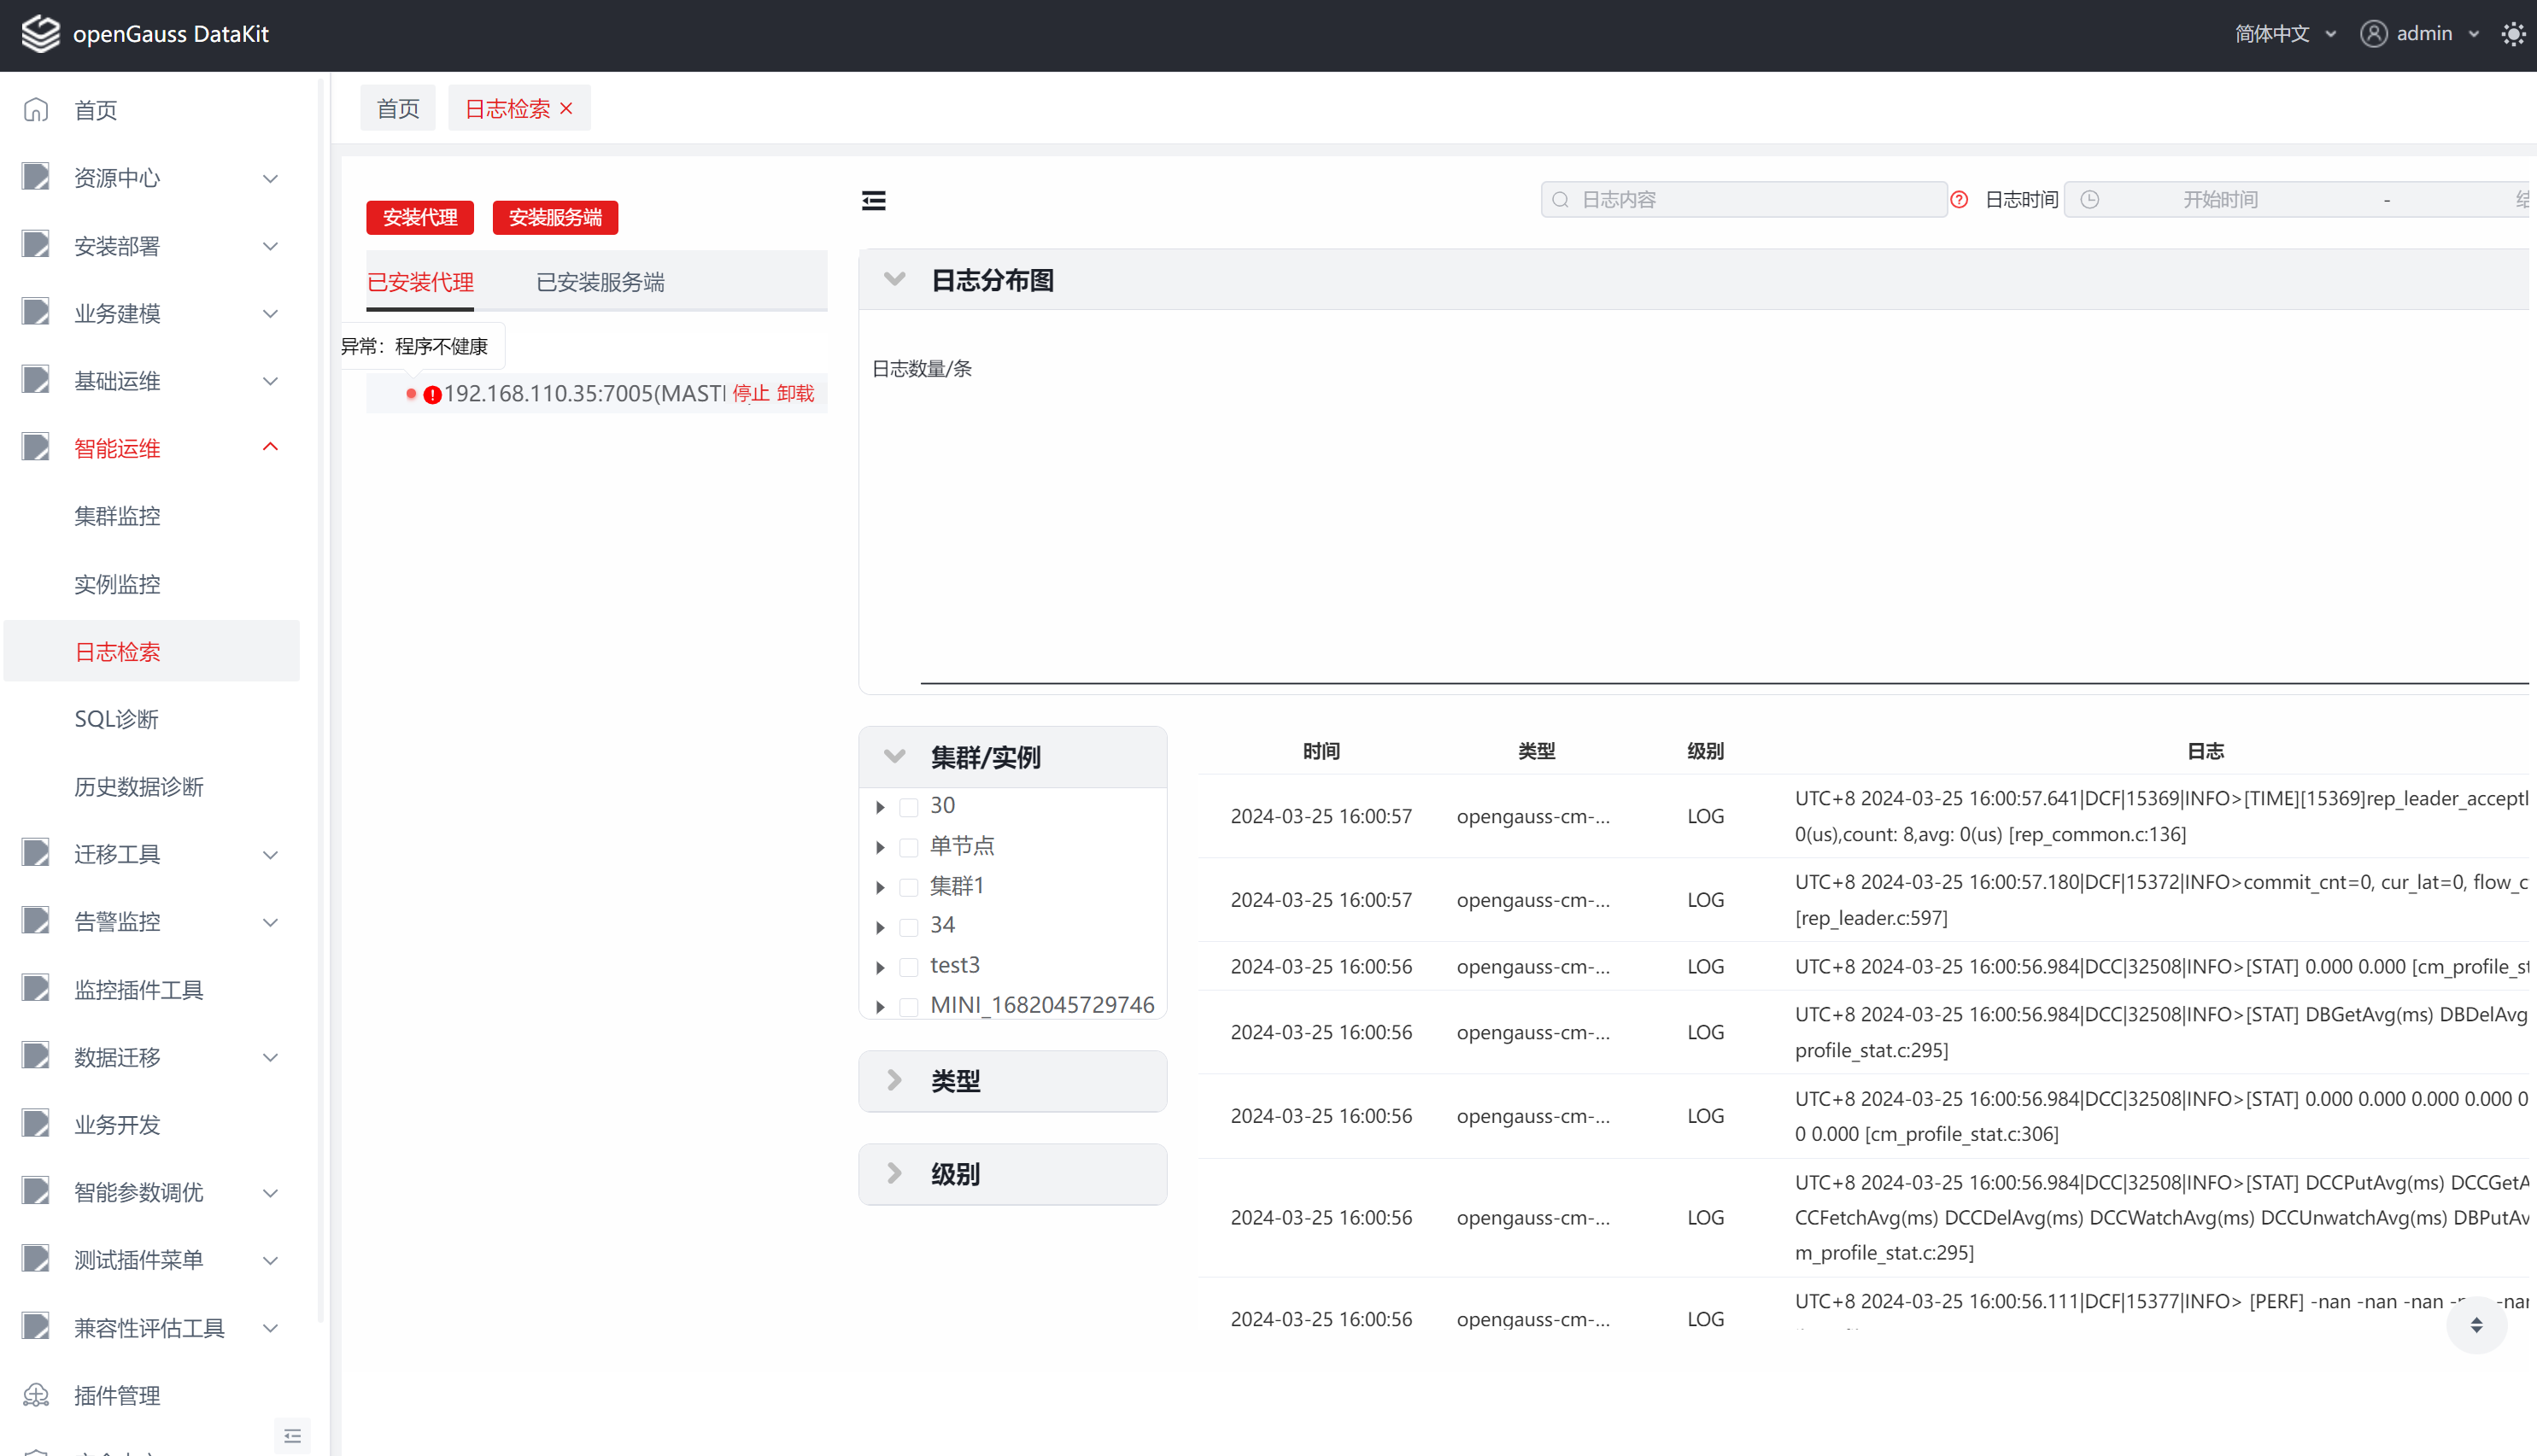 openGauss DataKit
简体中文
admin
首页
资源中心
安装部署
业务建模
基础运维
智能运维
集群监控
实例监控
日志检索
SQL诊断
历史数据诊断
迁移工具
告警监控
监控插件工具
数据迁移
业务开发
智能参数调优
测试插件菜单
兼容性评估工具
插件管理
首页
日志检索
安装代理
安装服务端
已安装代理
已安装服务端
异常：程序不健康
192.168.110.35:7005(MAST
停止 卸载
日志内容
日志时间
开始时间
-
结
日志分布图
日志数量/条
集群/实例
30
单节点
集群1
34
test3
MINI_1682045729746
类型
级别
时间 类型 级别 日志
2024-03-25 16:00:57 opengauss-cm-... LOG UTC+8 2024-03-25 16:00:57.641|DCF|15369|INFO>[TIME][15369]rep_leader_acceptl
0(us),count: 8,avg: 0(us) [rep_common.c:136]
2024-03-25 16:00:57 opengauss-cm-... LOG UTC+8 2024-03-25 16:00:57.180|DCF|15372|INFO>commit_cnt=0, cur_lat=0, flow_c
[rep_leader.c:597]
2024-03-25 16:00:56 opengauss-cm-... LOG UTC+8 2024-03-25 16:00:56.984|DCC|32508|INFO>[STAT] 0.000 0.000 [cm_profile_st
2024-03-25 16:00:56 opengauss-cm-... LOG UTC+8 2024-03-25 16:00:56.984|DCC|32508|INFO>[STAT] DBGetAvg(ms) DBDelAvg
profile_stat.c:295]
2024-03-25 16:00:56 opengauss-cm-... LOG UTC+8 2024-03-25 16:00:56.984|DCC|32508|INFO>[STAT] 0.000 0.000 0.000 0.000 0
0 0.000 [cm_profile_stat.c:306]
2024-03-25 16:00:56 opengauss-cm-... LOG UTC+8 2024-03-25 16:00:56.984|DCC|32508|INFO>[STAT] DCCPutAvg(ms) DCCGetA
CCFetchAvg(ms) DCCDelAvg(ms) DCCWatchAvg(ms) DCCUnwatchAvg(ms) DBPutAv
m_profile_stat.c:295]
2024-03-25 16:00:56 opengauss-cm-... LOG UTC+8 2024-03-25 16:00:56.111|DCF|15377|INFO> [PERF] -nan -nan -nan